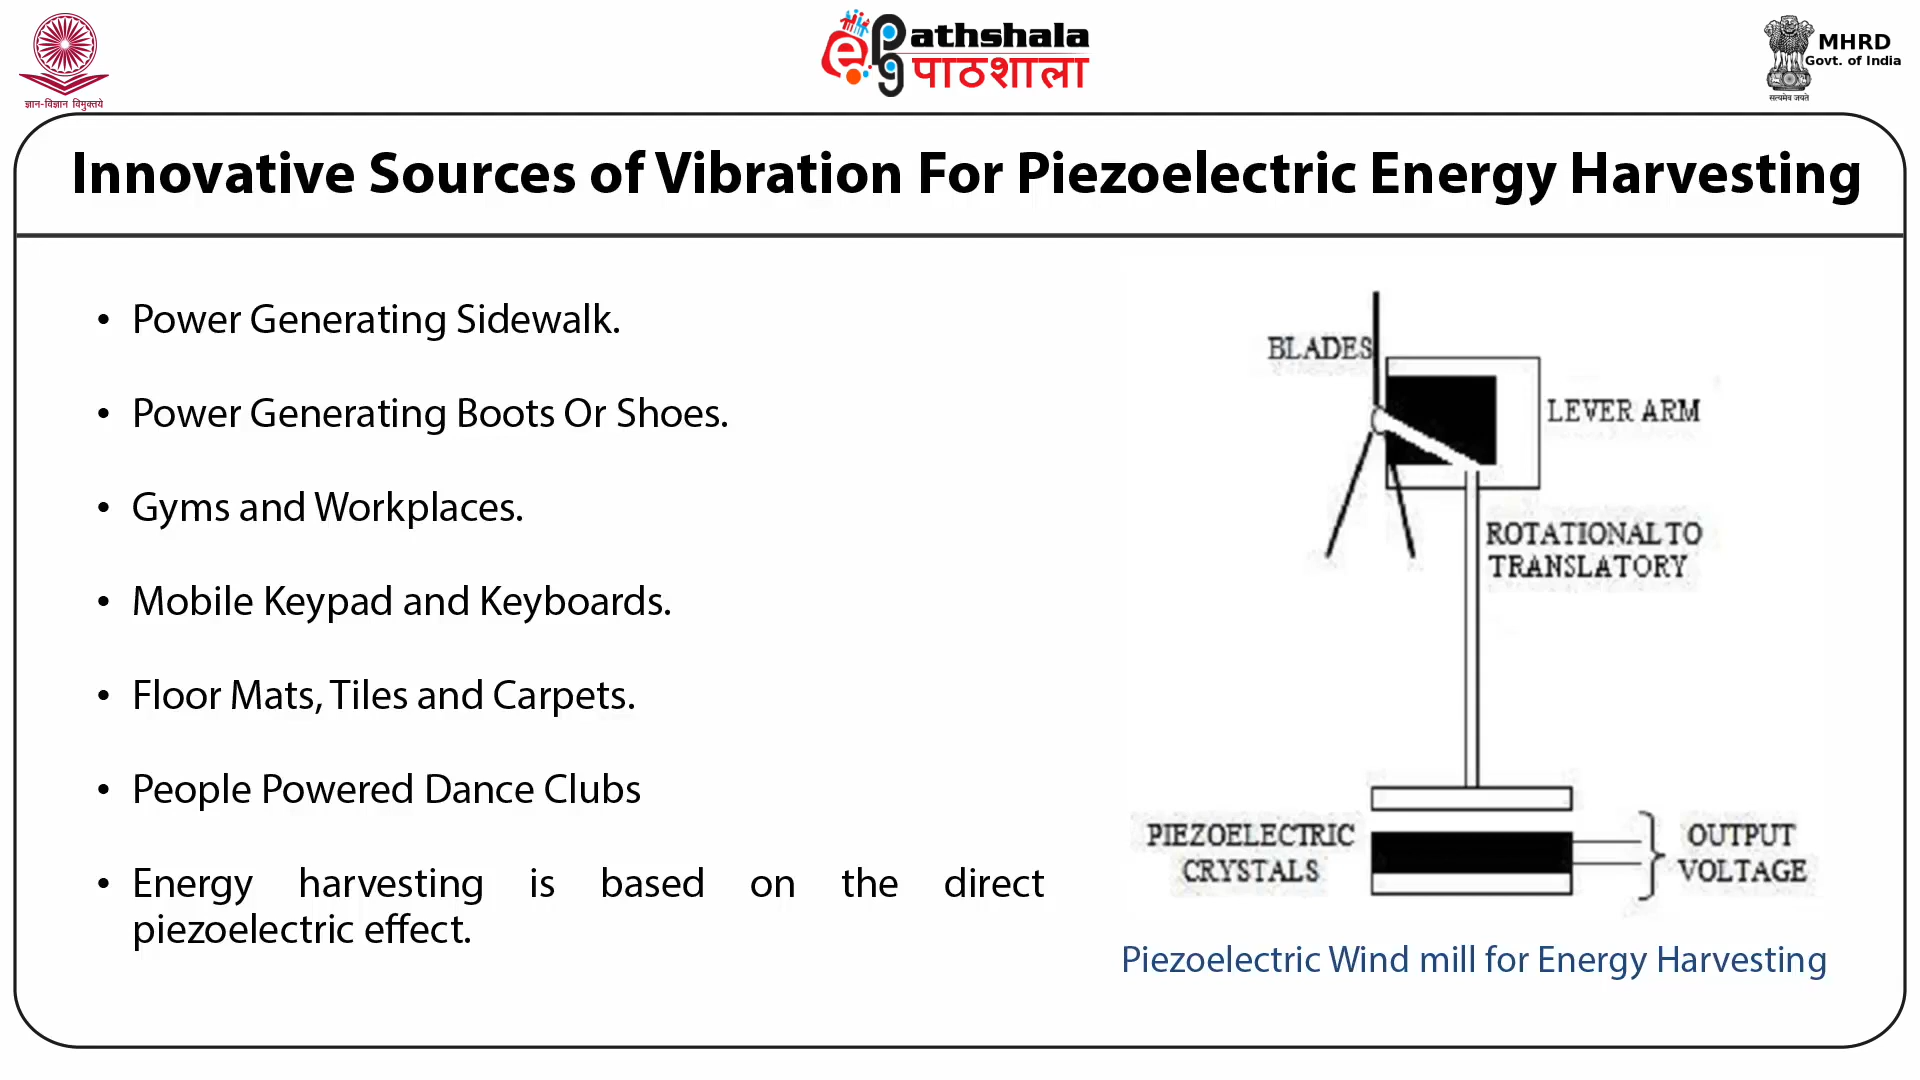 ज्ञान-विज्ञान विमुक्तये
ePathshala
पाठशाला
MHRD
Govt. of India
सत्यमेव जयते
Innovative Sources of Vibration For Piezoelectric Energy Harvesting
• Power Generating Sidewalk.
• Power Generating Boots Or Shoes.
• Gyms and Workplaces.
• Mobile Keypad and Keyboards.
• Floor Mats, Tiles and Carpets.
• People Powered Dance Clubs
• Energy harvesting is based on the direct
piezoelectric effect.
BLADES
LEVER ARM
ROTATIONAL TO
TRANSLATORY
PIEZOELECTRIC
CRYSTALS
OUTPUT
VOLTAGE
Piezoelectric Wind mill for Energy Harvesting